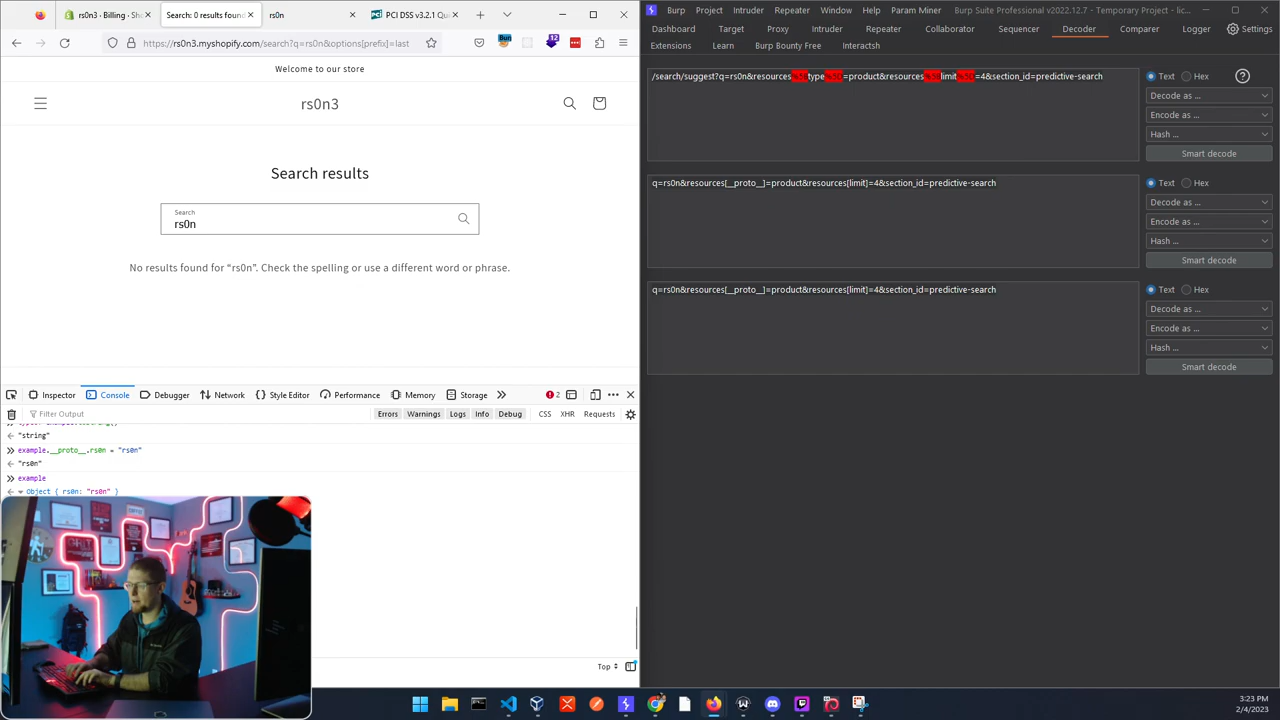 rs0n3 · Billing · Sh
Search: 0 results found
rs0n
PCI DSS v3.2.1 Qu
https://rs0n3.myshopify.com/search?q=rs0n&options[prefix]=last
12
Welcome to our store
rs0n3
Search results
Search
rs0n
No results found for “rs0n”. Check the spelling or use a different word or phrase.
Inspector
Console
Debugger
Network
Style Editor
Performance
Memory
Storage
2
Filter Output
Errors
Warnings
Logs
Info
Debug
CSS
XHR
Requests
"string"
example.__proto__.rs0n = "rs0n"
"rs0n"
example
Object { rs0n: "rs0n" }
Top
Burp Project Intruder Repeater Window Help Param Miner
Burp Suite Professional v2022.12.7 - Temporary Project - lic...
Dashboard Target Proxy Intruder Repeater Collaborator Sequencer Decoder Comparer Logger
Settings
Extensions Learn Burp Bounty Free Interactsh
/search/suggest?q=rs0n&resources%5Btype%5D=product&resources%5Blimit%5D=4&section_id=predictive-search
Text Hex
Decode as ...
Encode as ...
Hash ...
Smart decode
q=rs0n&resources[__proto__]=product&resources[limit]=4&section_id=predictive-search
Text Hex
Decode as ...
Encode as ...
Hash ...
Smart decode
q=rs0n&resources[__proto__]=product&resources[limit]=4&section_id=predictive-search
Text Hex
Decode as ...
Encode as ...
Hash ...
Smart decode
3:23 PM
2/4/2023